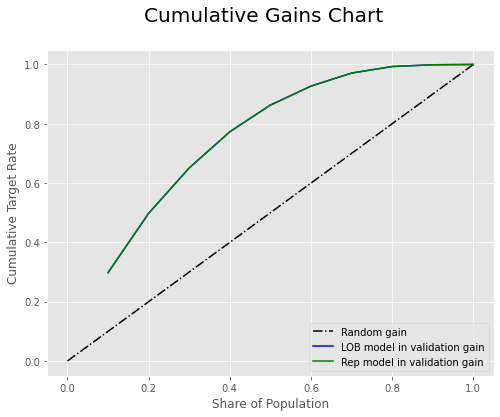 Cumulative Gains Chart
Cumulative Target Rate
1.0
0.8
0.6
0.4
0.2
0.0
Random gain
LOB model in validation gain
Rep model in validation gain
0.0 0.2 0.4 0.6 0.8 1.0
Share of Population